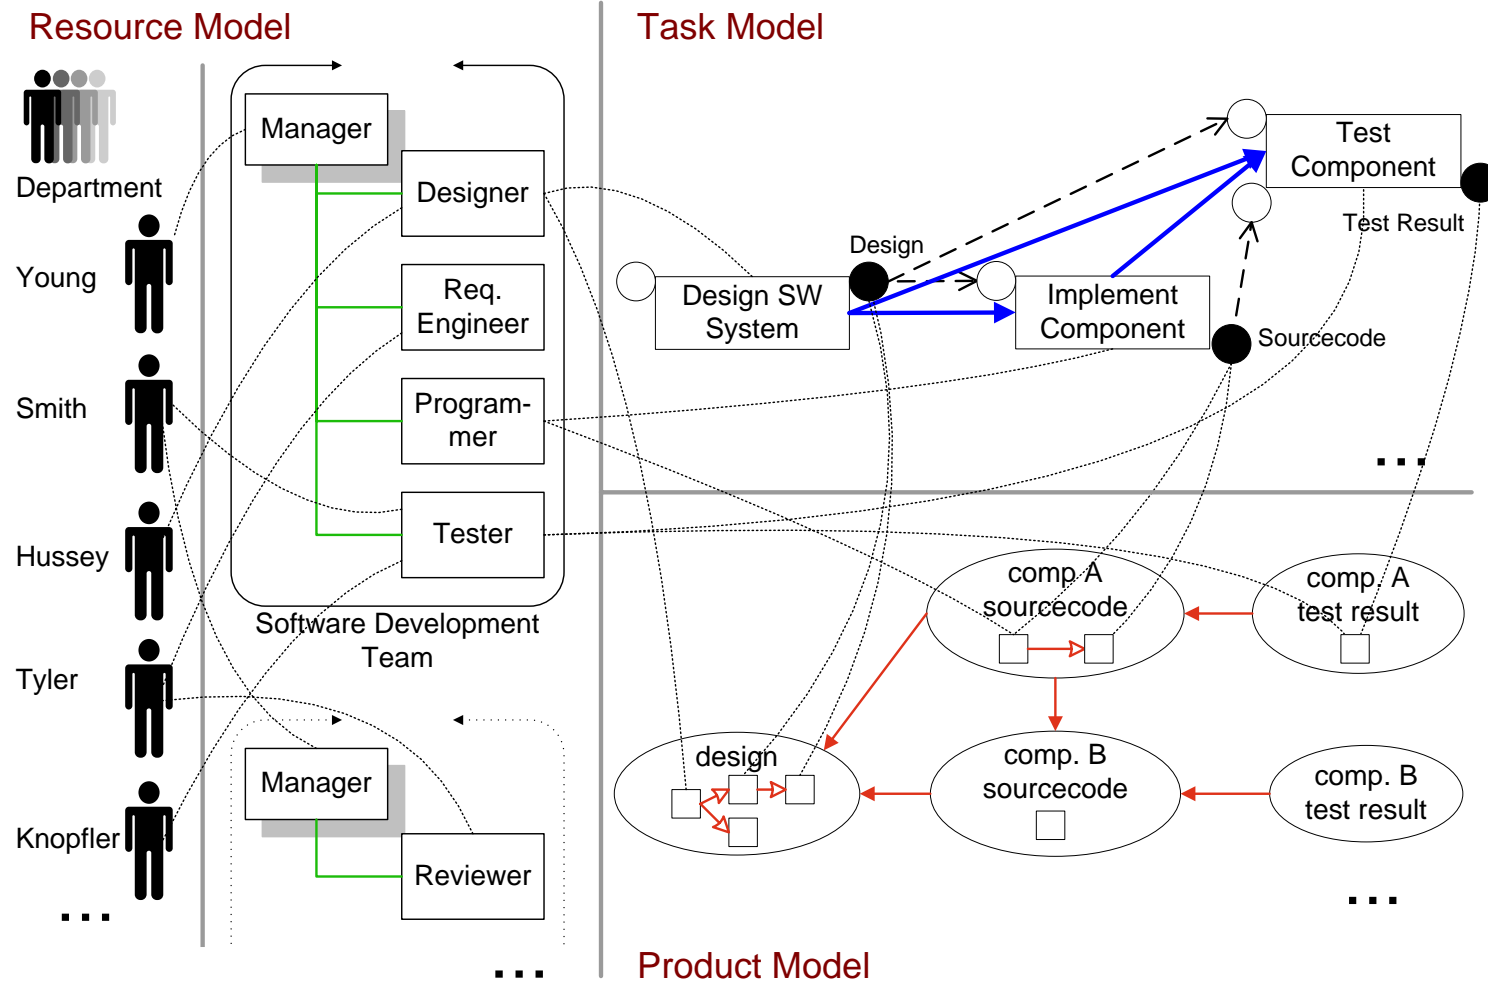 Resource Model
Department
Young
Smith
Hussey
Tyler
Knopfler
...
Manager
Designer
Req.
Engineer
Program-
mer
Tester
Software Development
Team
Manager
Reviewer
...
Task Model
Test
Component
Test Result
Design
Design SW
System
Implement
Component
Sourcecode
...
comp A
sourcecode
comp. A
test result
design
comp. B
sourcecode
comp. B
test result
...
Product Model